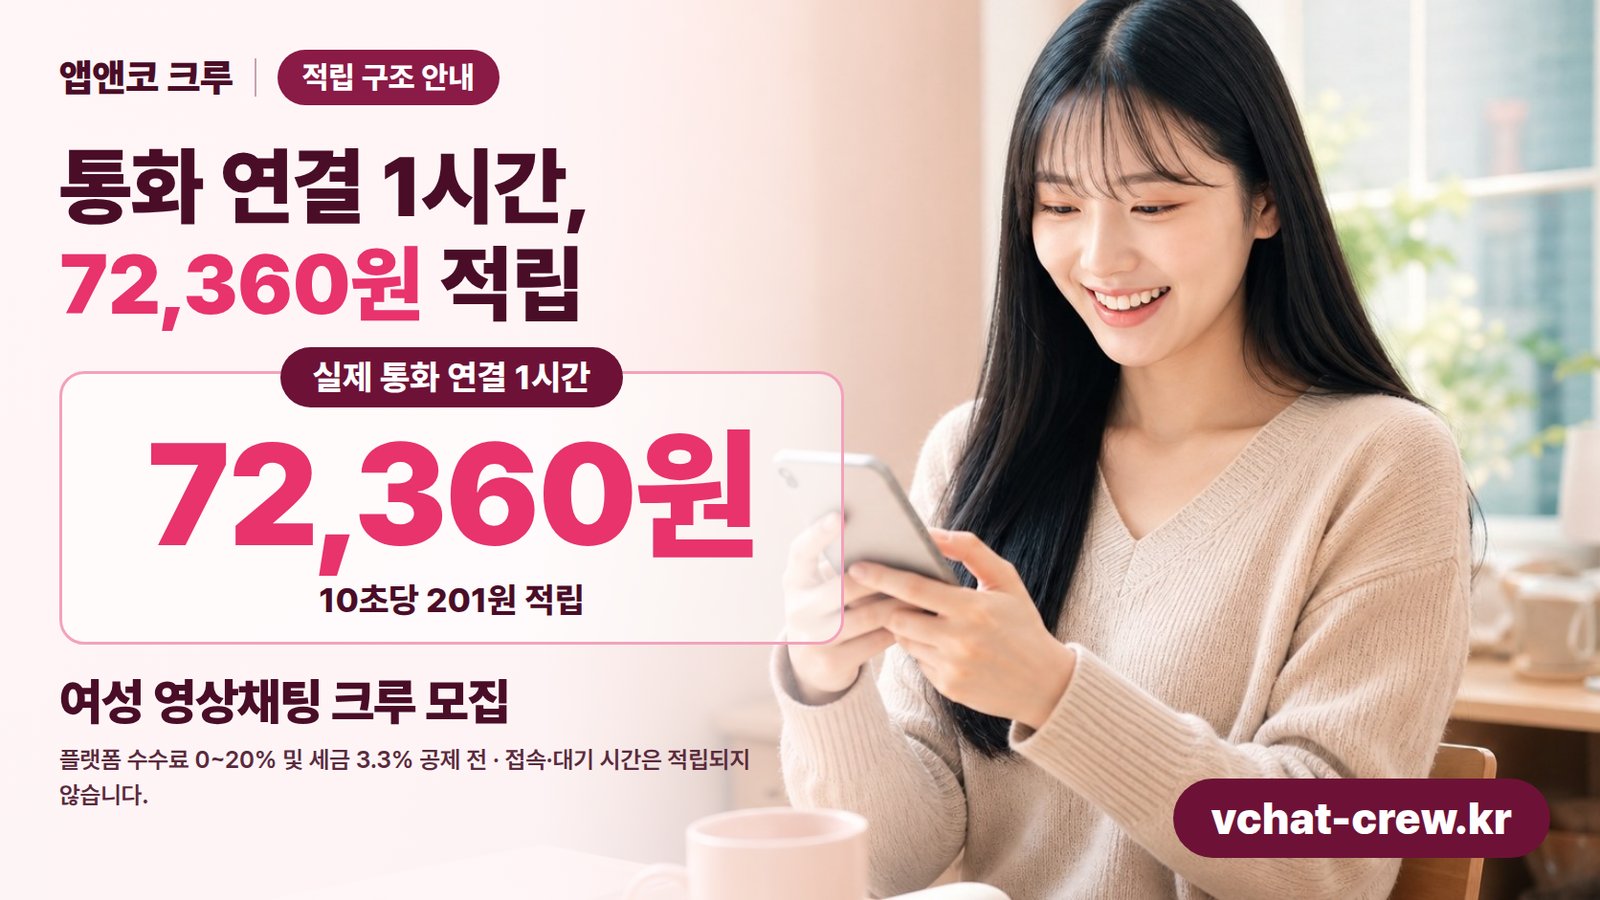 앱앤코 크루
적립 구조 안내
통화 연결 1시간,
72,360원 적립
실제 통화 연결 1시간
72,360원
10초당 201원 적립
여성 영상채팅 크루 모집
플랫폼 수수료 0~20% 및 세금 3.3% 공제 전 · 접속·대기 시간은 적립되지
않습니다.
vchat-crew.kr